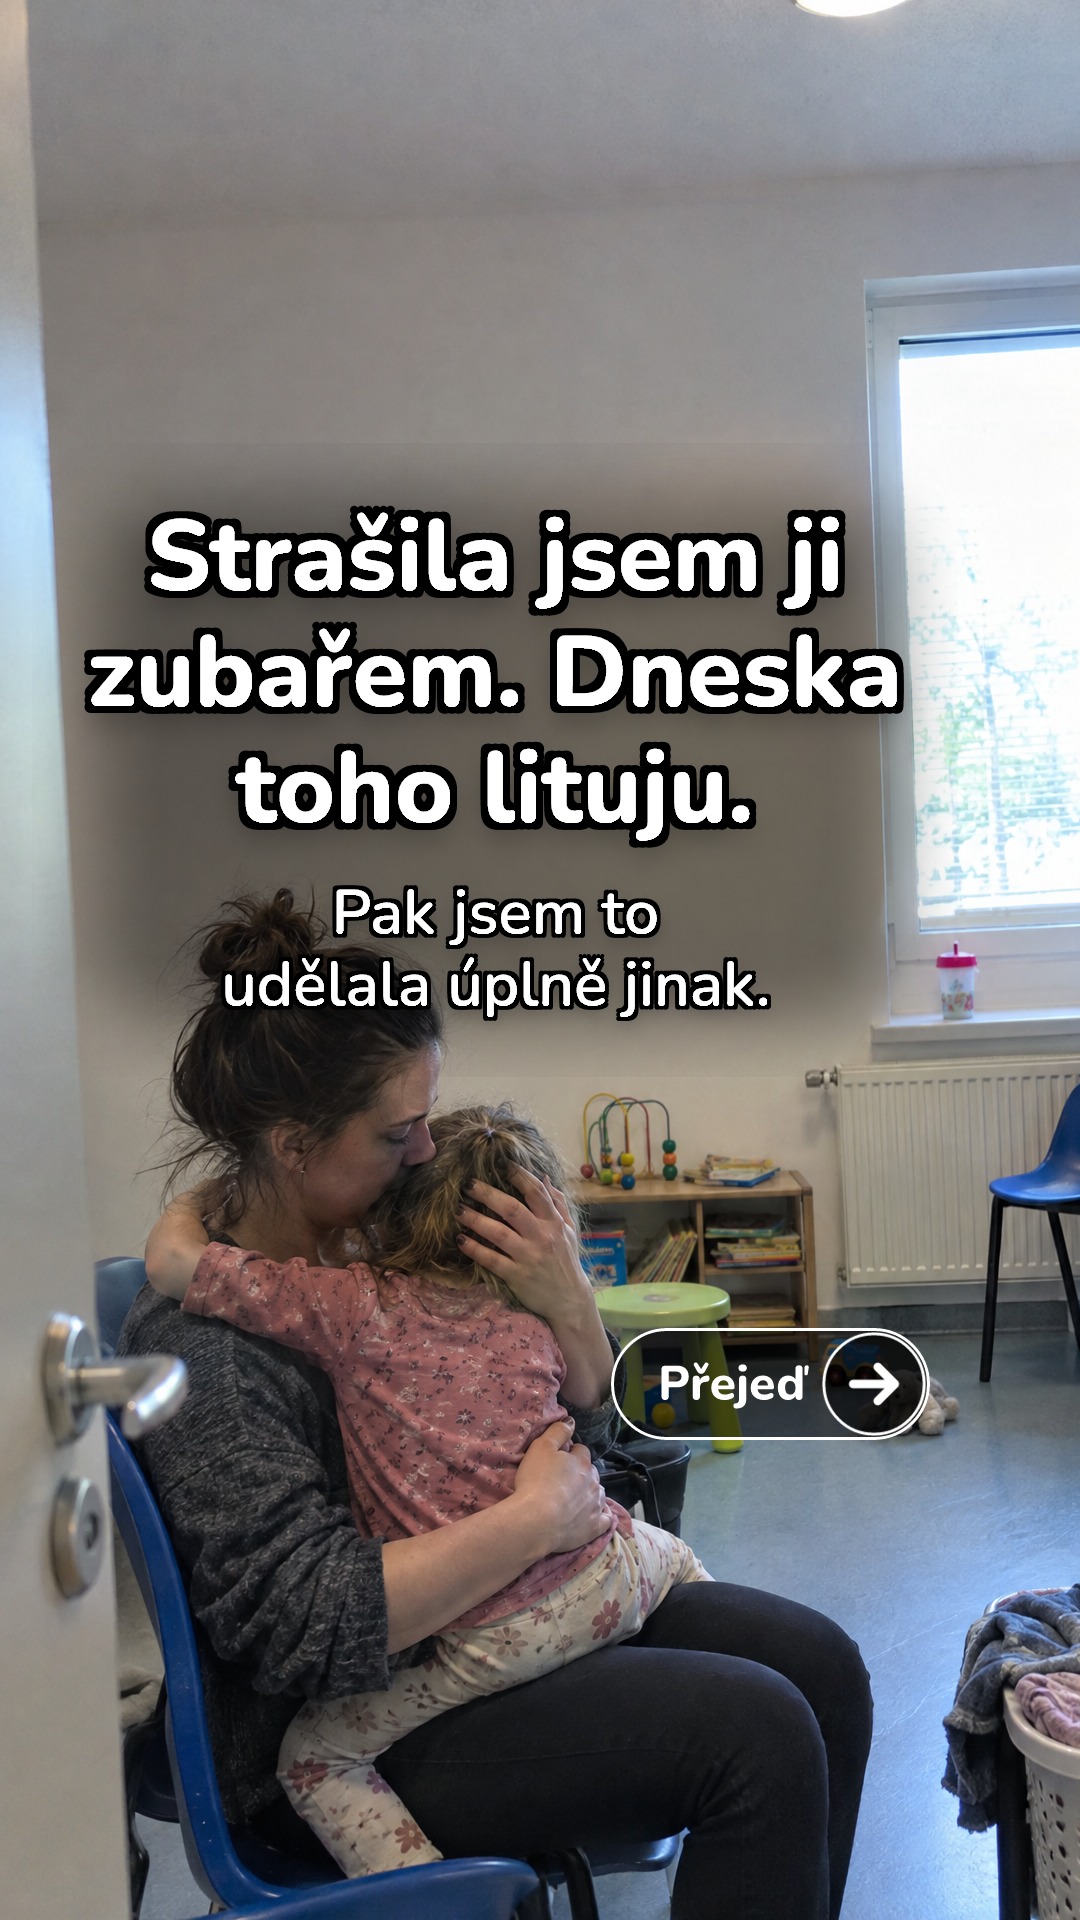 Strašila jsem ji
zubařem. Dneska
toho lituju.
Pak jsem to
udělala úplně jinak.
Přejeď